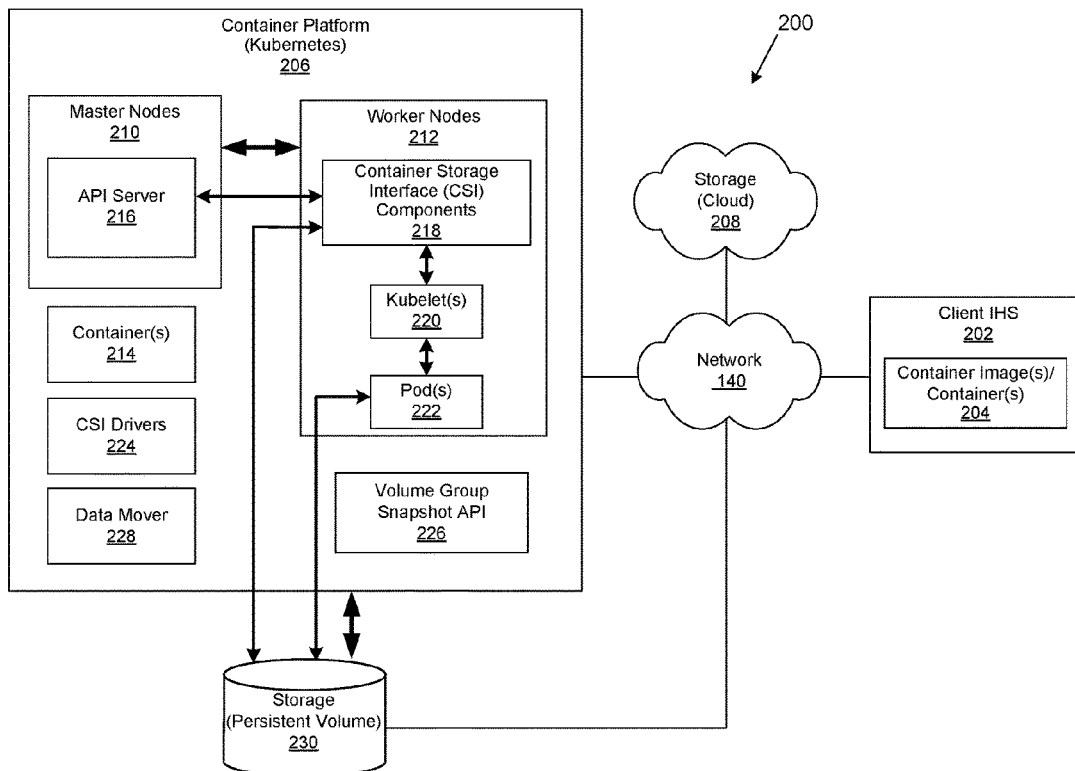 Container Platform
(Kubernetes)
206
200
Master Nodes
210
API Server
216
Worker Nodes
212
Container Storage
Interface (CSI)
Components
218
Kubelet(s)
220
Pod(s)
222
Container(s)
214
CSI Drivers
224
Data Mover
228
Volume Group
Snapshot API
226
Storage
(Cloud)
208
Network
140
Client IHS
202
Container Image(s)/
Container(s)
204
Storage
(Persistent Volume)
230